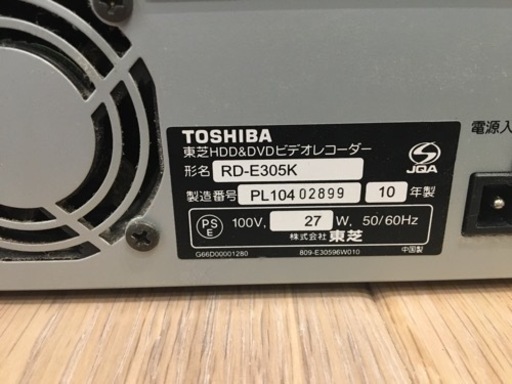 TOSHIBA
東芝HDD&DVDビデオレコーダー
形名 RD-E305K
製造番号 PL104 02899 10 年製
PS E 100V, 27 W, 50/60Hz
株式会社 東芝
G66D00001280 809-E30596W010 中国製
JQA
電源入